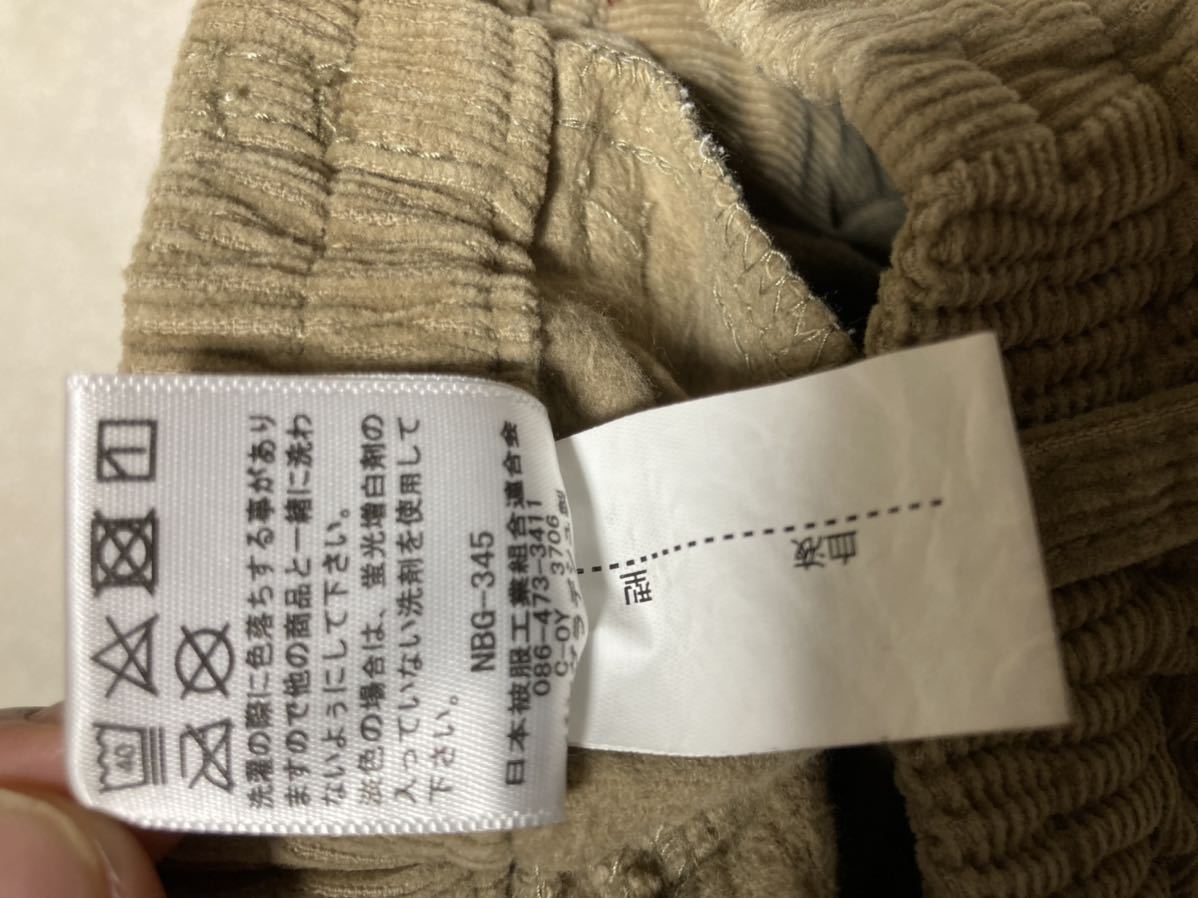 40
洗濯の際に色落ちする事があり
ますので他の商品と一緒に洗わ
ないようにして下さい。
淡色の場合は、蛍光増白剤の
入っていない洗剤を使用して
下さい。
NBG-345
日本被服工業組合連合会
086-473-3411
C-OY 3706